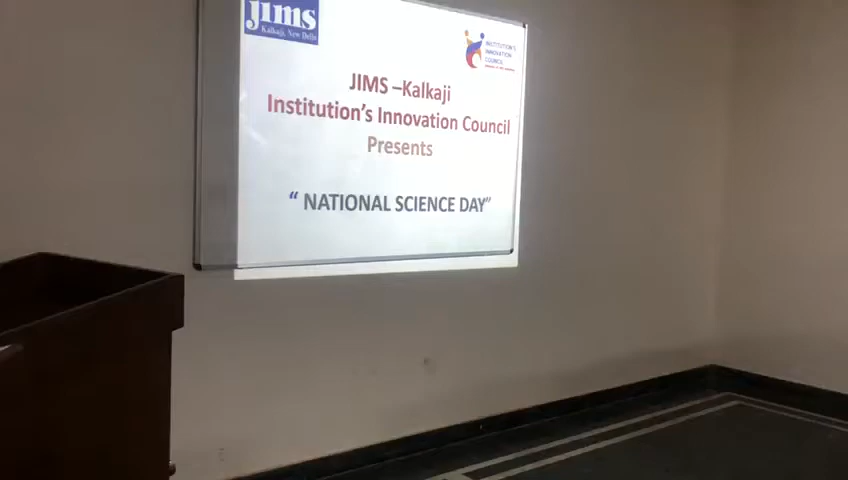 jims
Kalkaji, New Delhi
INSTITUTION'S
INNOVATION
COUNCIL
JIMS –Kalkaji
Institution's Innovation Council
Presents
“ NATIONAL SCIENCE DAY”